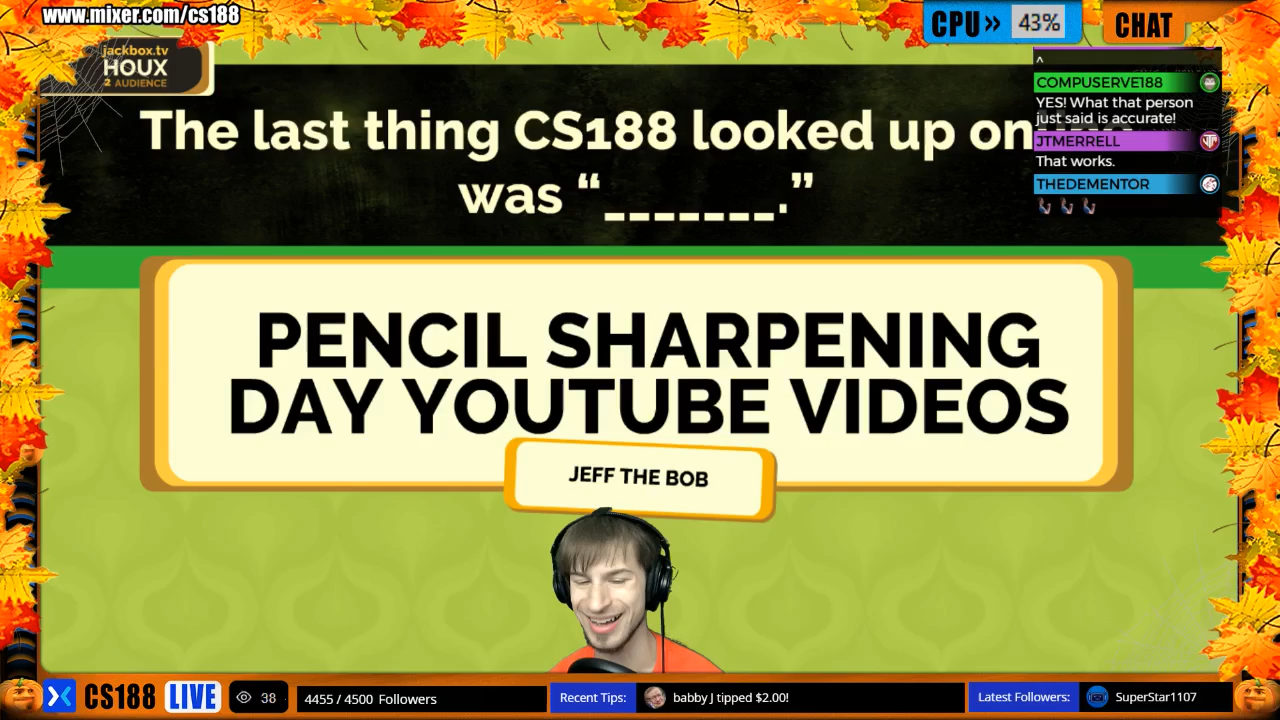 www.mixer.com/cs188
CPU» 43%
CHAT
jackbox.tv
HOUX
2 AUDIENCE
^
COMPUSERVE188
YES! What that person
just said is accurate!
JTMERRELL
That works.
THEDEMENTOR
The last thing CS188 looked up on
was “_______.”
PENCIL SHARPENING
DAY YOUTUBE VIDEOS
JEFF THE BOB
CS188 LIVE
38
4455 / 4500 Followers
Recent Tips:
babby J tipped $2.00!
Latest Followers:
SuperStar1107